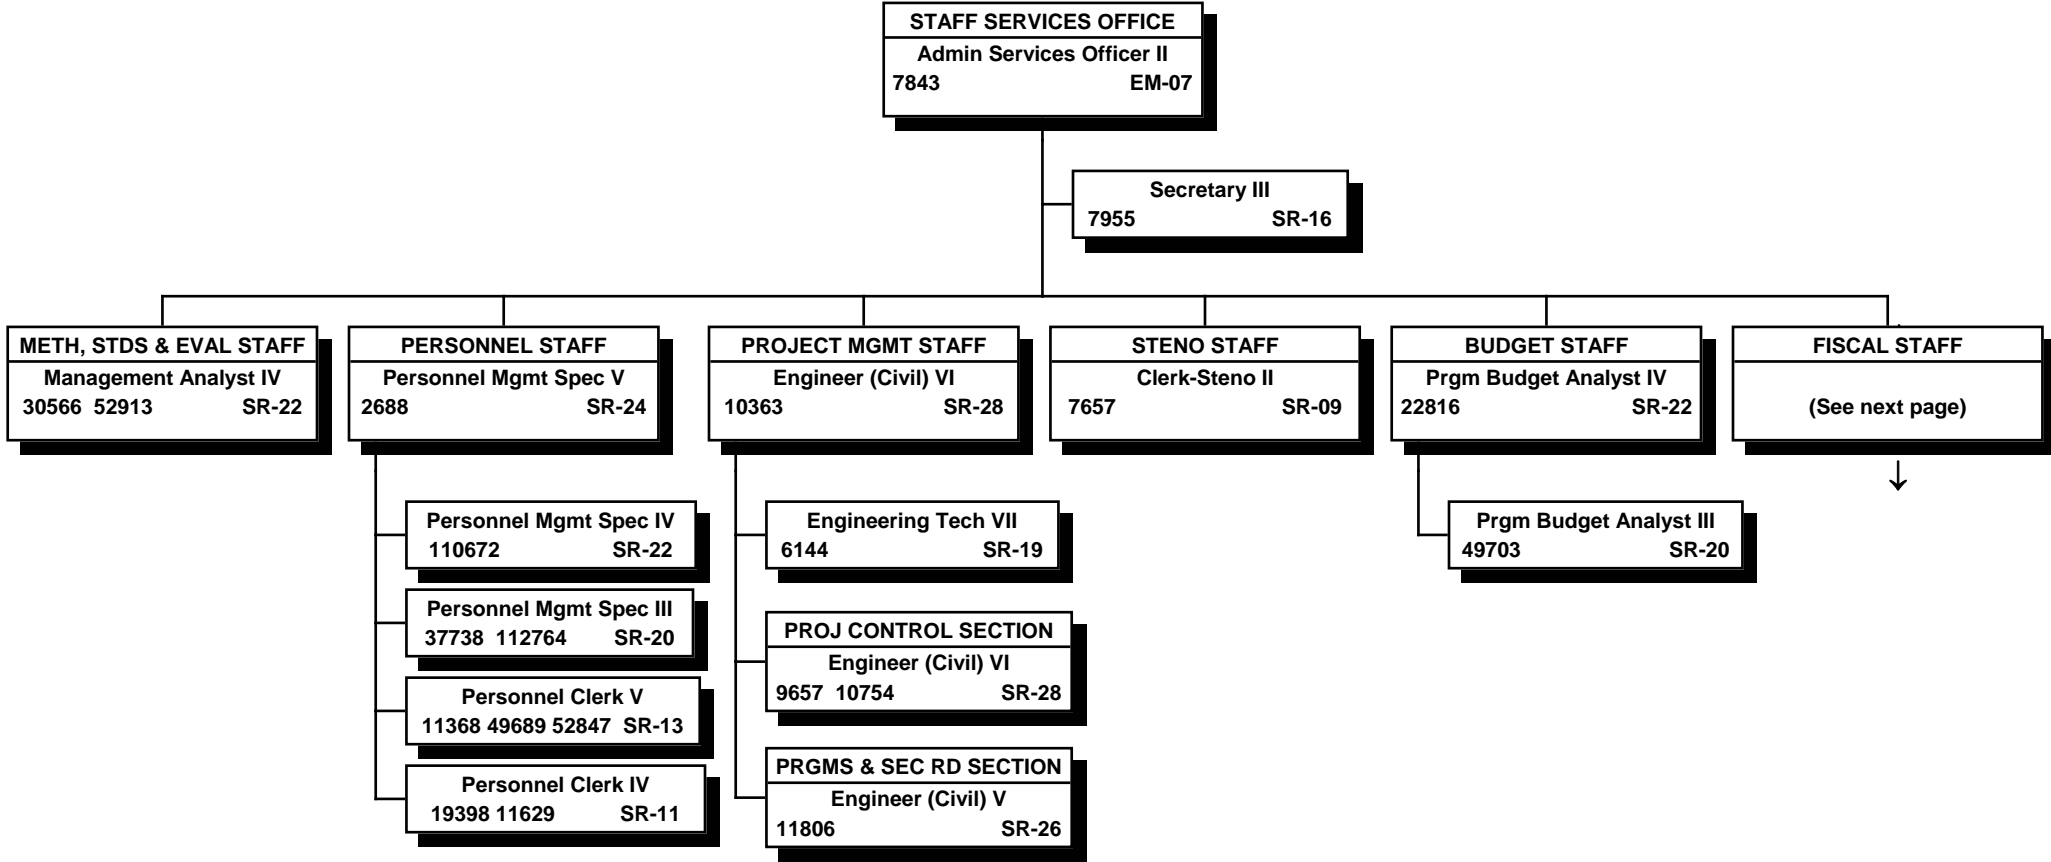 STAFF SERVICES OFFICE
Admin Services Officer II
7843 EM-07
Secretary III
7955 SR-16
METH, STDS & EVAL STAFF
Management Analyst IV
30566 52913 SR-22
PERSONNEL STAFF
Personnel Mgmt Spec V
2688 SR-24
PROJECT MGMT STAFF
Engineer (Civil) VI
10363 SR-28
STENO STAFF
Clerk-Steno II
7657 SR-09
BUDGET STAFF
Prgm Budget Analyst IV
22816 SR-22
FISCAL STAFF
(See next page)
Personnel Mgmt Spec IV
110672 SR-22
Personnel Mgmt Spec III
37738 112764 SR-20
Personnel Clerk V
11368 49689 52847 SR-13
Personnel Clerk IV
19398 11629 SR-11
Engineering Tech VII
6144 SR-19
PROJ CONTROL SECTION
Engineer (Civil) VI
9657 10754 SR-28
PRGMS & SEC RD SECTION
Engineer (Civil) V
11806 SR-26
Prgm Budget Analyst III
49703 SR-20